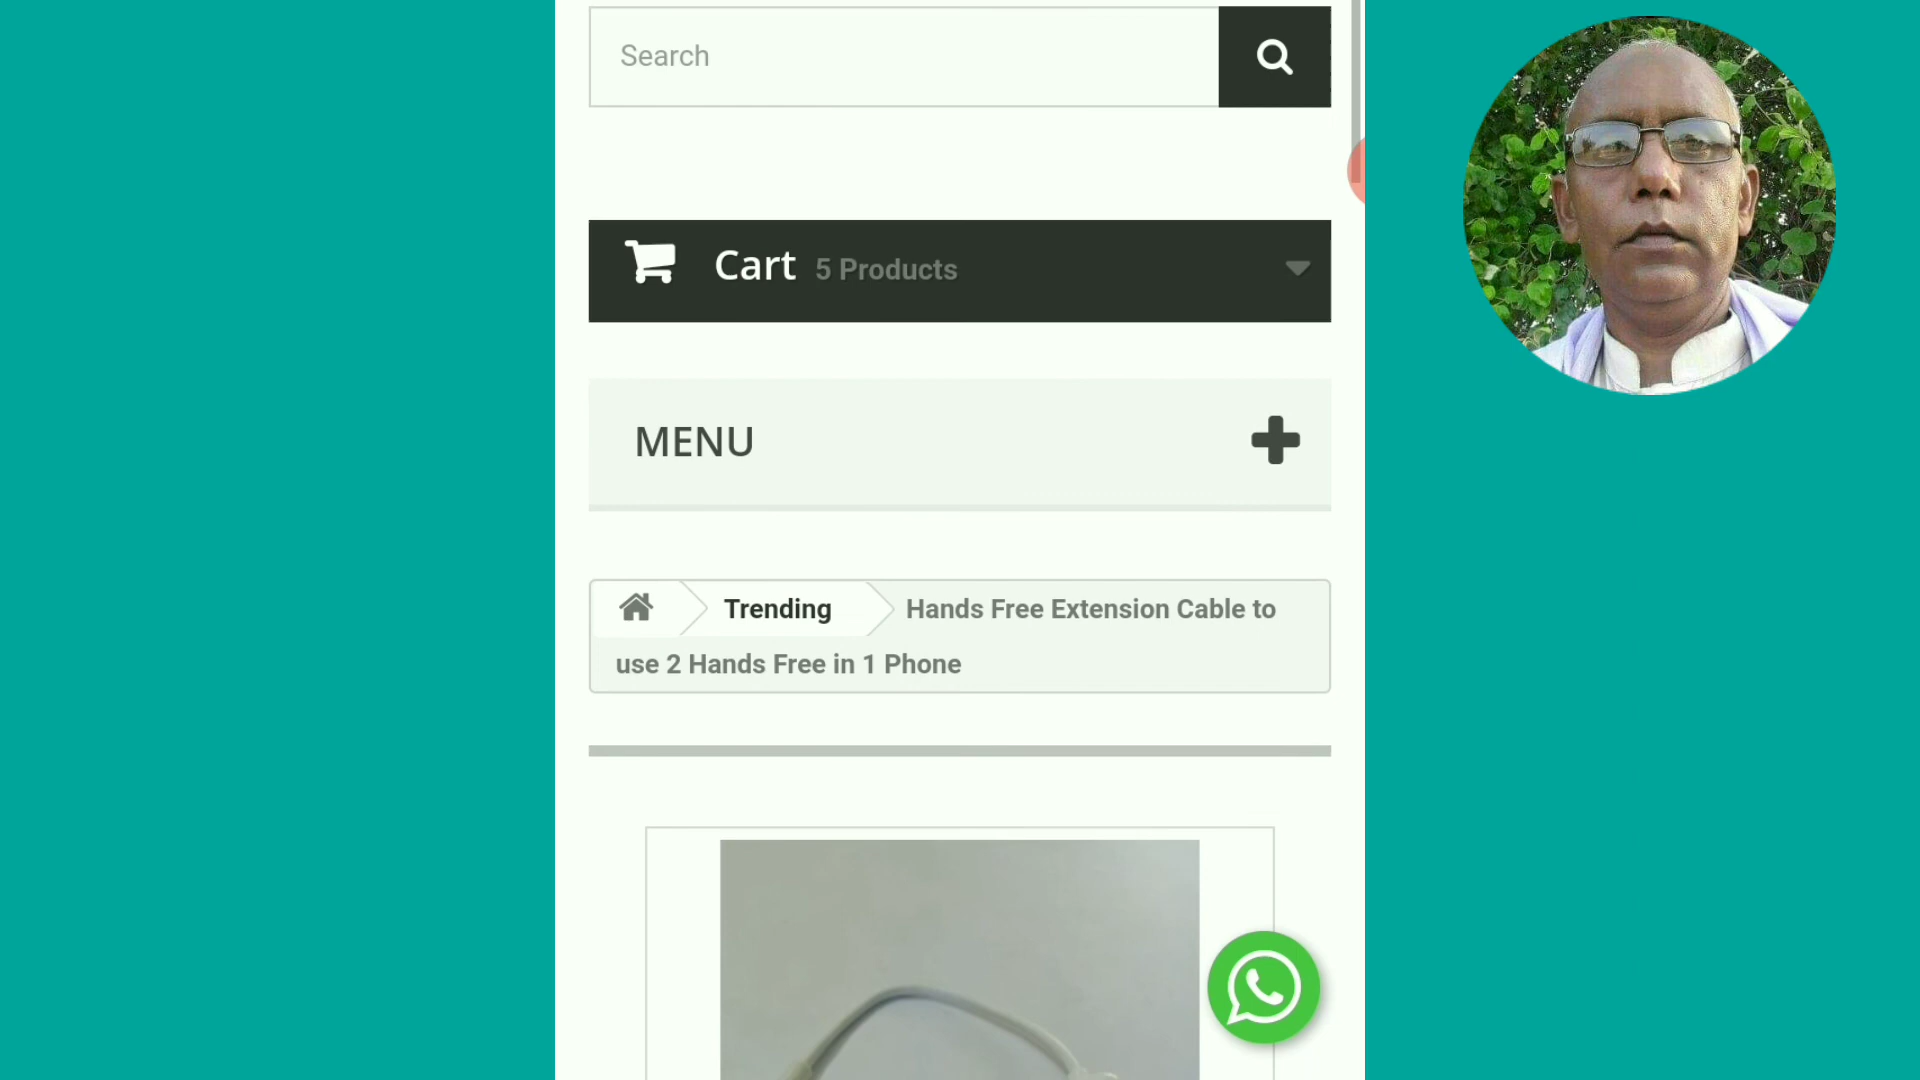 Search
Cart 5 Products
MENU
Trending Hands Free Extension Cable to
use 2 Hands Free in 1 Phone